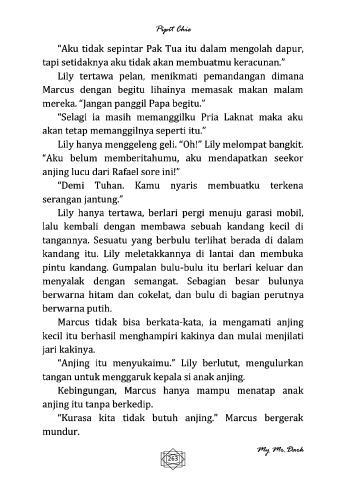 Pipit Chie
"Aku tidak sepintar Pak Tua itu dalam mengolah dapur,
tapi setidaknya aku tidak akan membuatmu keracunan."
Lily tertawa pelan, menikmati pemandangan dimana
Marcus dengan begitu lihainya memasak makan malam
mereka. "Jangan panggil Papa begitu."
"Selagi ia masih memanggilku Pria Laknat maka aku
akan tetap memanggilnya seperti itu."
Lily hanya menggeleng geli. "Oh!" Lily melompat bangkit.
"Aku belum memberitahumu, aku mendapatkan seekor
anjing lucu dari Rafael sore ini!"
"Demi Tuhan. Kamu nyaris membuatku terkena
serangan jantung."
Lily hanya tertawa, berlari pergi menuju garasi mobil,
lalu kembali dengan membawa sebuah kandang kecil di
tangannya. Sesuatu yang berbulu terlihat berada di dalam
kandang itu. Lily meletakkannya di lantai dan membuka
pintu kandang. Gumpalan bulu-bulu itu berlari keluar dan
menyalak dengan semangat. Sebagian besar bulunya
berwarna hitam dan cokelat, dan bulu di bagian perutnya
berwarna putih.
Marcus tidak bisa berkata-kata, ia mengamati anjing
kecil itu berhasil menghampiri kakinya dan mulai menjilati
jari kakinya.
"Anjing itu menyukaimu." Lily berlutut, mengulurkan
tangan untuk menggaruk kepala si anak anjing.
Kebingungan, Marcus hanya mampu menatap anak
anjing itu tanpa berkedip.
"Kurasa kita tidak butuh anjing." Marcus bergerak
mundur.
My Mr. Dark
263